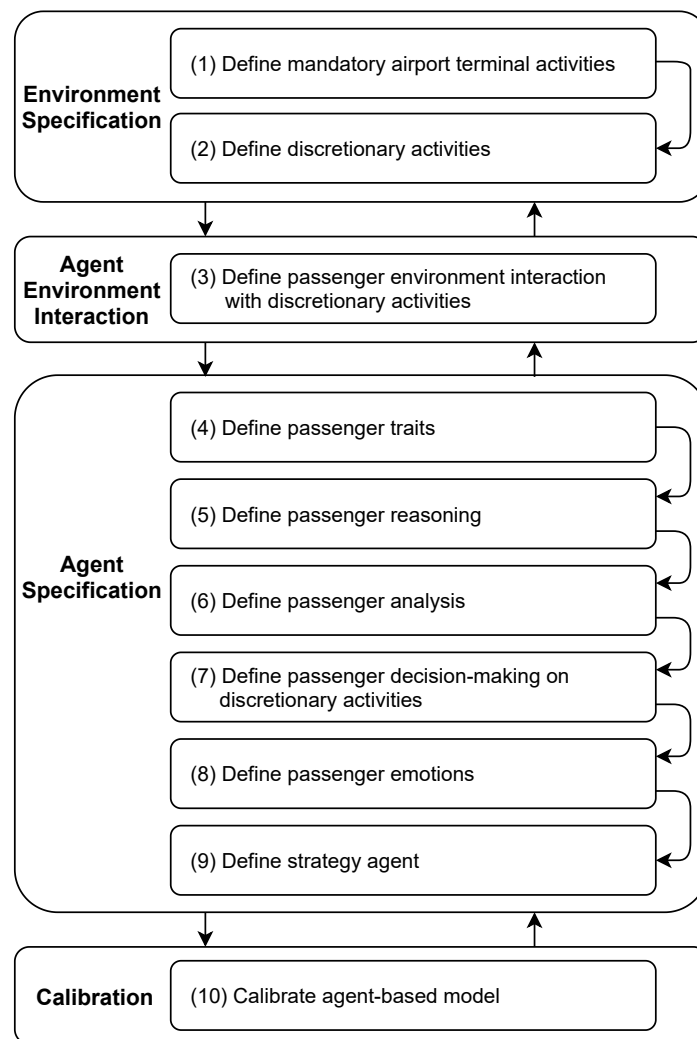 Environment
Specification
(1) Define mandatory airport terminal activities
(2) Define discretionary activities
Agent
Environment
Interaction
(3) Define passenger environment interaction
with discretionary activities
Agent
Specification
(4) Define passenger traits
(5) Define passenger reasoning
(6) Define passenger analysis
(7) Define passenger decision-making on
discretionary activities
(8) Define passenger emotions
(9) Define strategy agent
Calibration
(10) Calibrate agent-based model